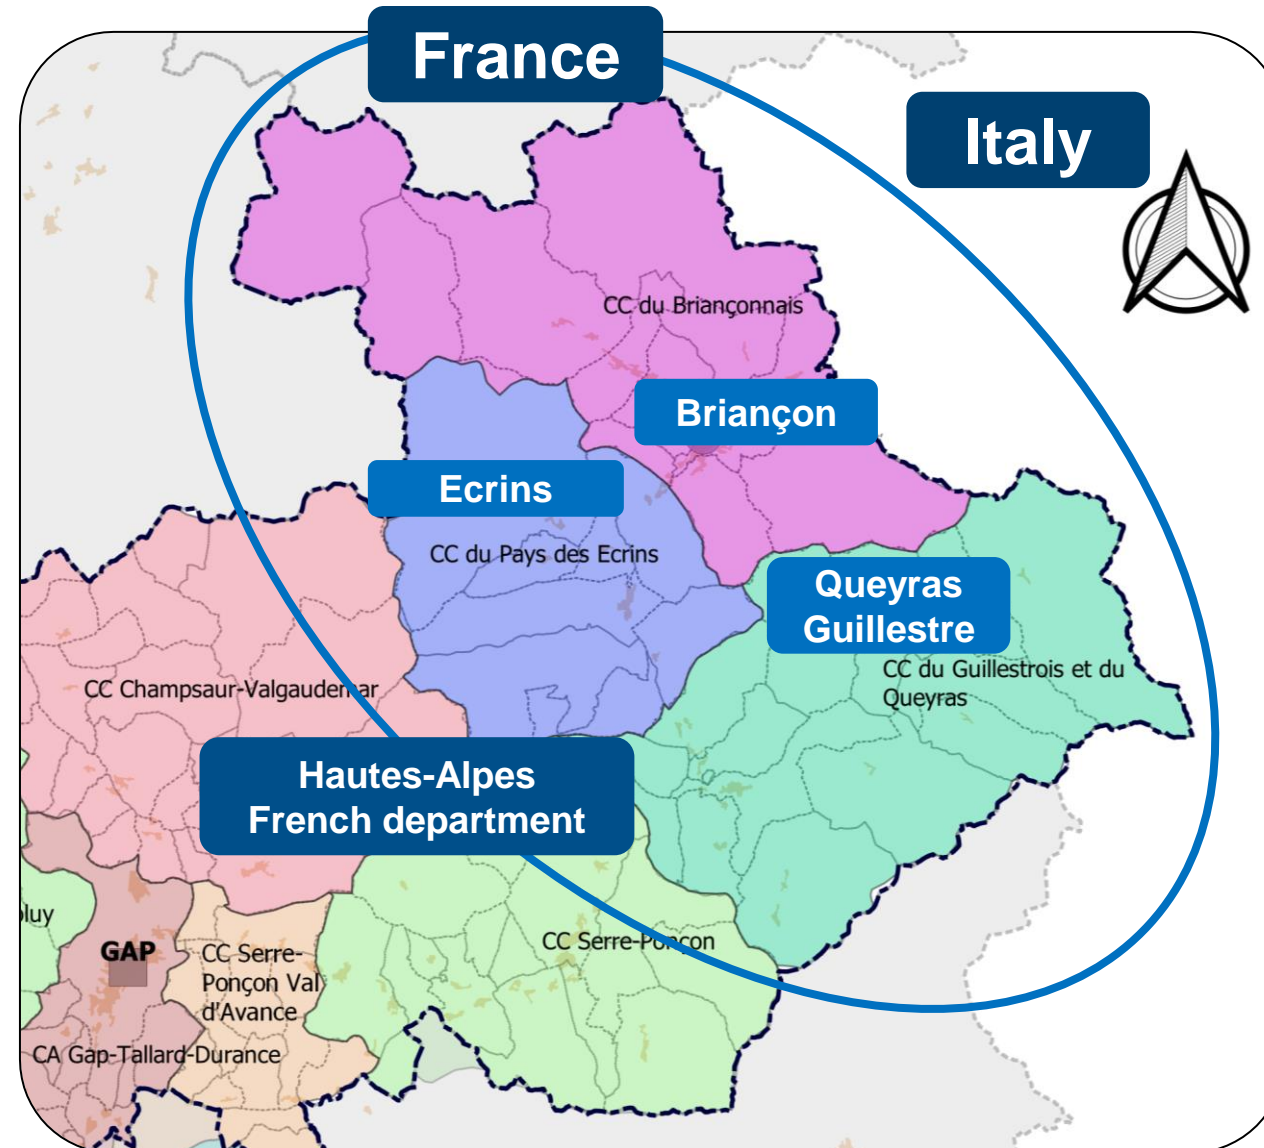 France
Italy
CC du Briançonnais
Briançon
Ecrins
CC du Pays des Ecrins
Queyras
Guillestre
CC du Guillestrois et du
Queyras
CC Champsaur-Valgaudemar
Hautes-Alpes
French department
GAP
CC Serre-
Ponçon Val
d'Avance
CC Serre-Ponçon
CA Gap-Tallard-Durance